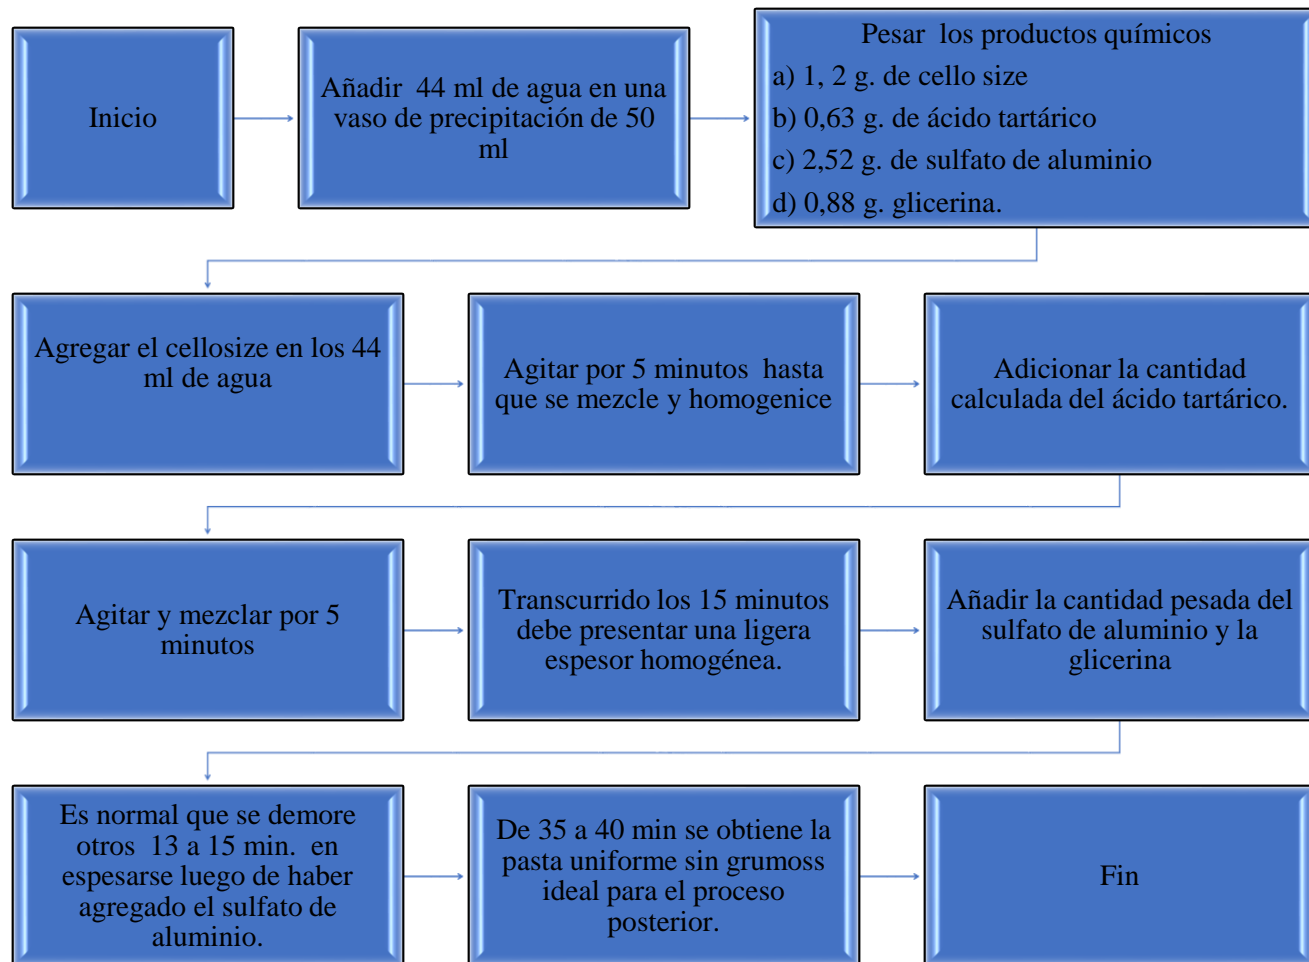 Inicio
Añadir 44 ml de agua en una
vaso de precipitación de 50
ml
Pesar los productos químicos
a) 1, 2 g. de cello size
b) 0,63 g. de ácido tartárico
c) 2,52 g. de sulfato de aluminio
d) 0,88 g. glicerina.
Agregar el cellosize en los 44
ml de agua
Agitar por 5 minutos hasta
que se mezcle y homogenice
Adicionar la cantidad
calculada del ácido tartárico.
Agitar y mezclar por 5
minutos
Transcurrido los 15 minutos
debe presentar una ligera
espesor homogénea.
Añadir la cantidad pesada del
sulfato de aluminio y la
glicerina
Es normal que se demore
otros 13 a 15 min. en
espesarse luego de haber
agregado el sulfato de
aluminio.
De 35 a 40 min se obtiene la
pasta uniforme sin grumoss
ideal para el proceso
posterior.
Fin